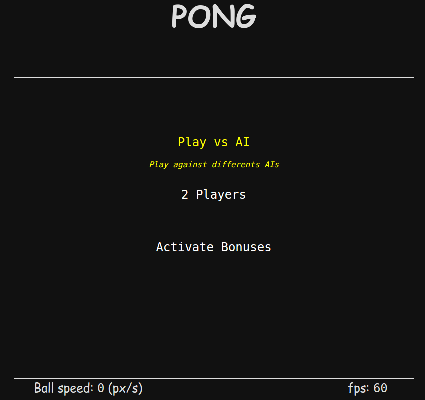 PONG
Play vs AI
Play against differents AIs
2 Players
Activate Bonuses
Ball speed: 0 (px/s)
fps: 60